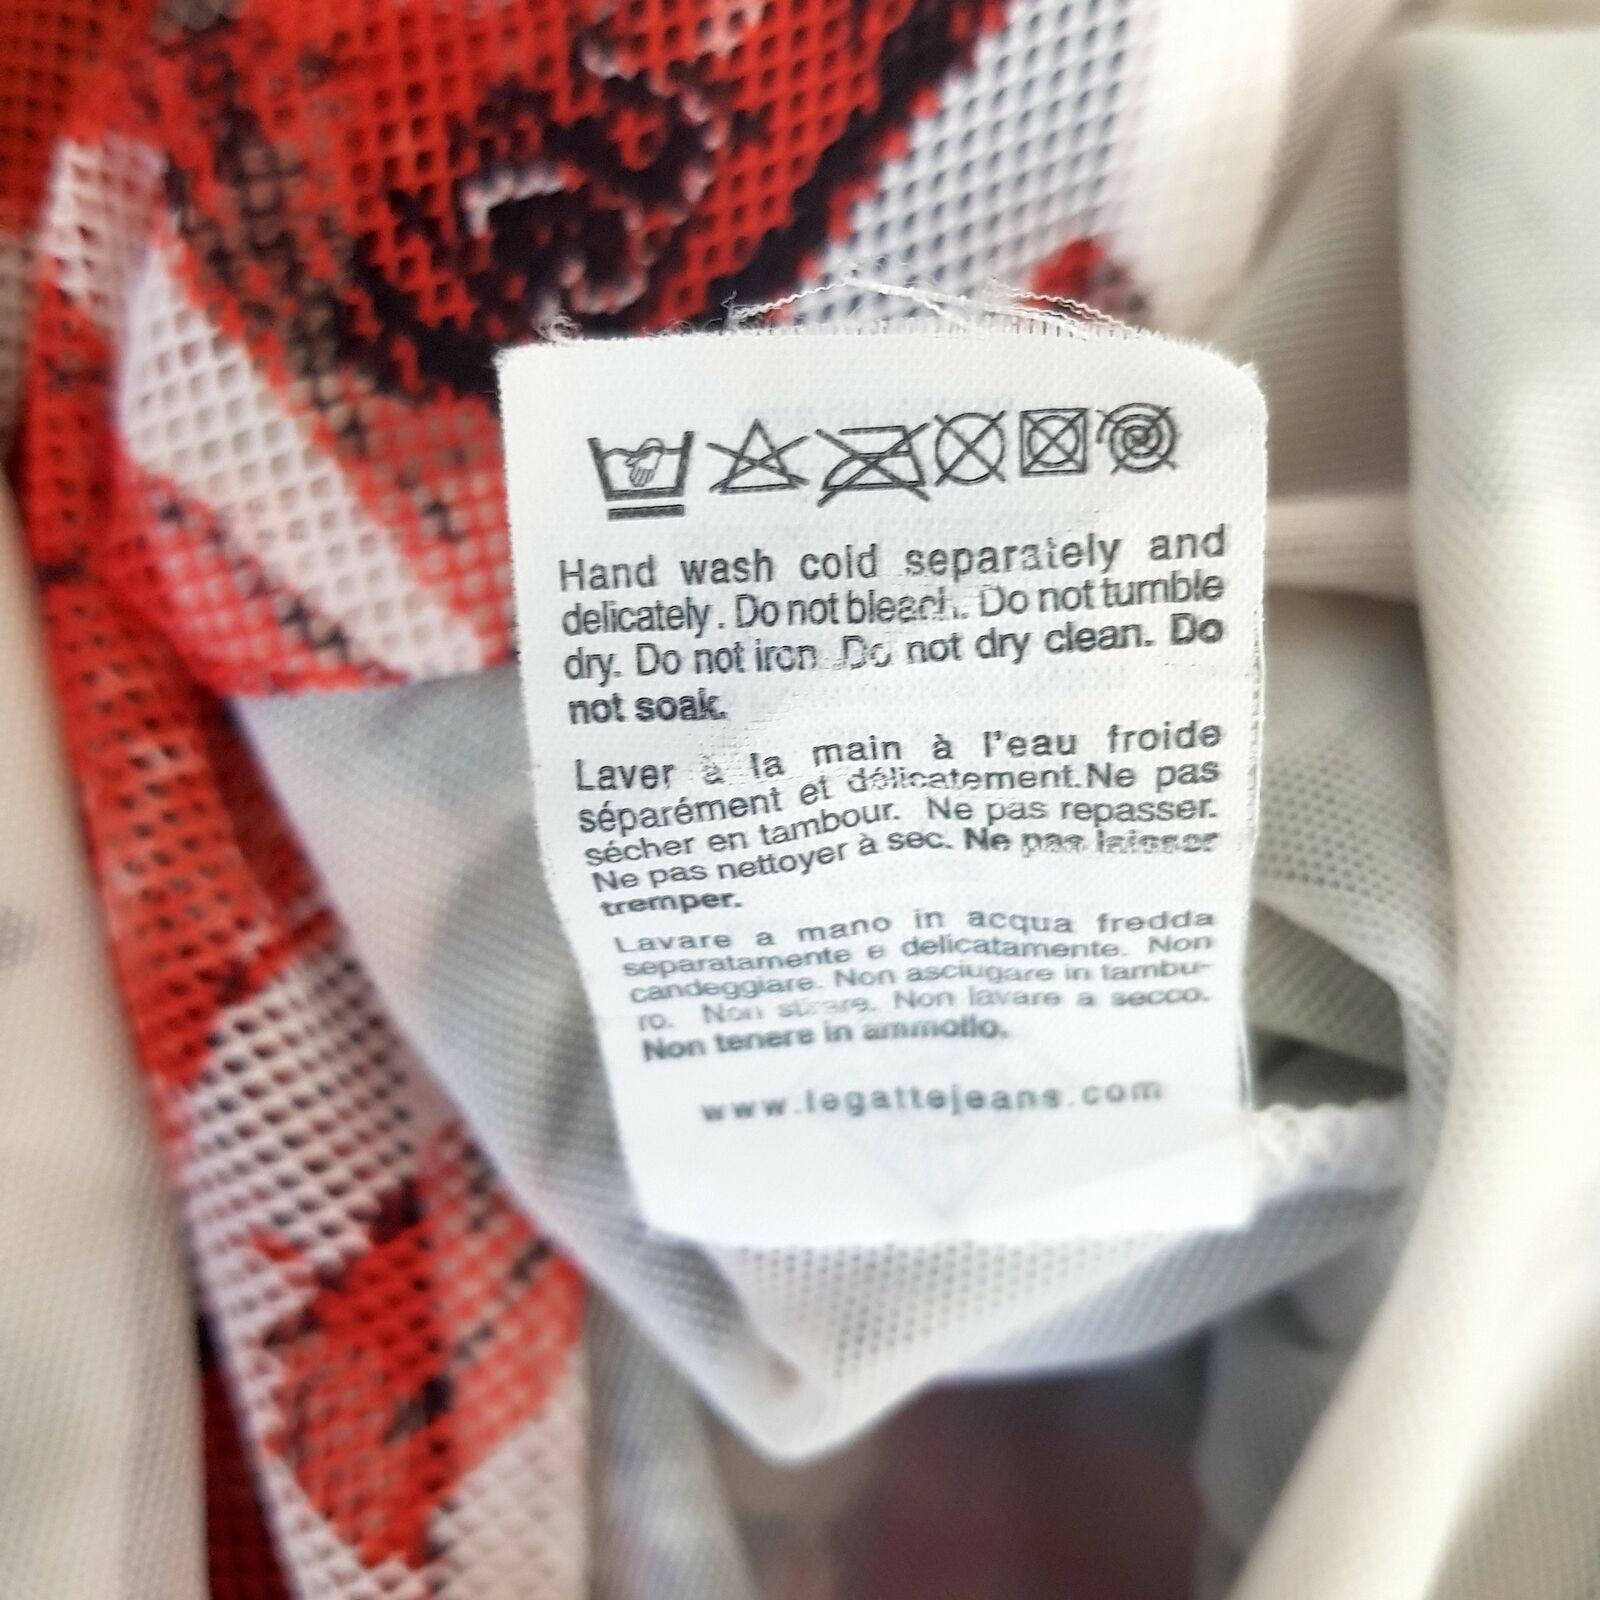 Hand wash cold separately and
delicately. Do not bleach. Do not tumble
dry. Do not iron. Do not dry clean. Do
not soak.
Laver à la main à l'eau froide
séparément et délicatement.Ne pas
sécher en tambour. Ne pas repasser.
Ne pas nettoyer à sec. Ne pas laisser
tremper.
Lavare a mano in acqua fredda
separatamente e delicatamente. Non
candeggiare. Non asciugare in tambu-
ro. Non stirare. Non lavare a secco.
Non tenere in ammollo.
www.legattejeans.com